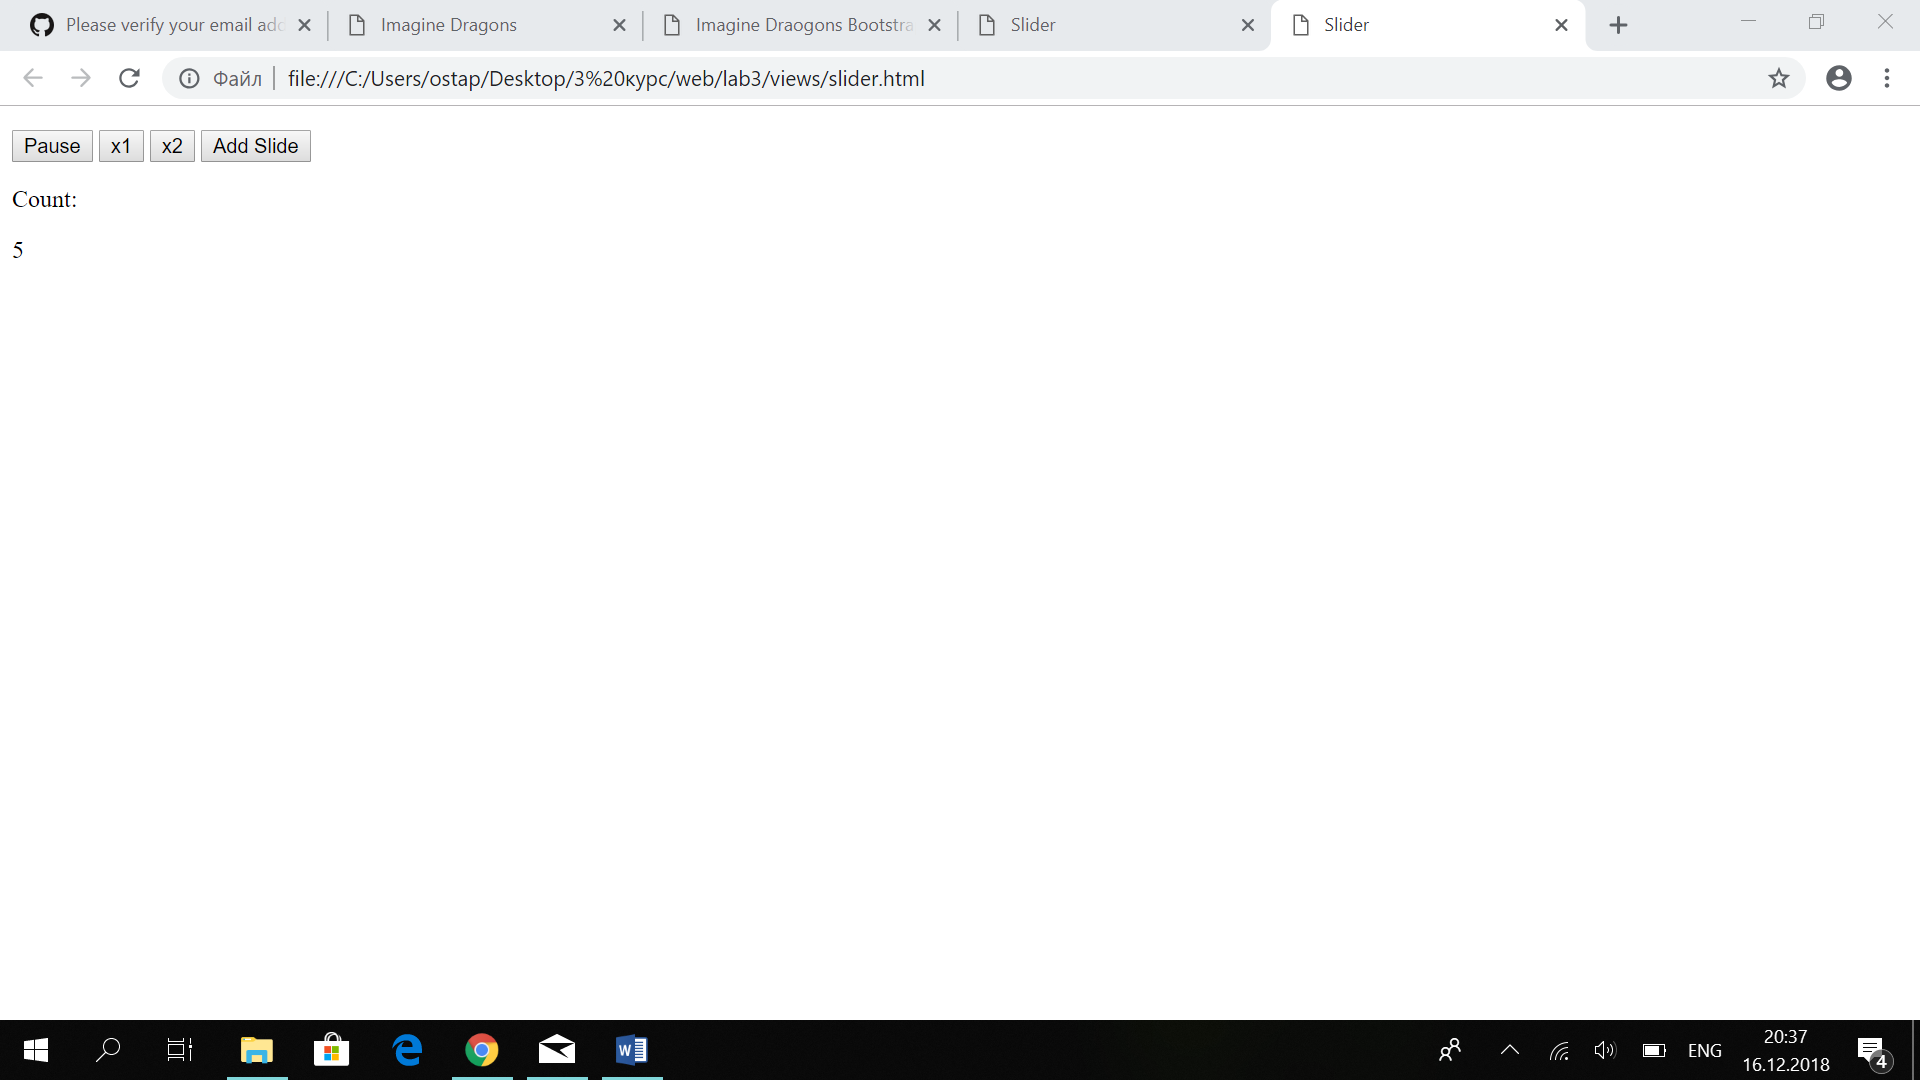 Please verify your email add
Imagine Dragons
Imagine Draogons Bootstra
Slider
Slider
Файл
file:///C:/Users/ostap/Desktop/3%20курс/web/lab3/views/slider.html
Pause x1 x2 Add Slide
Count:
5
ENG
20:37
16.12.2018
4